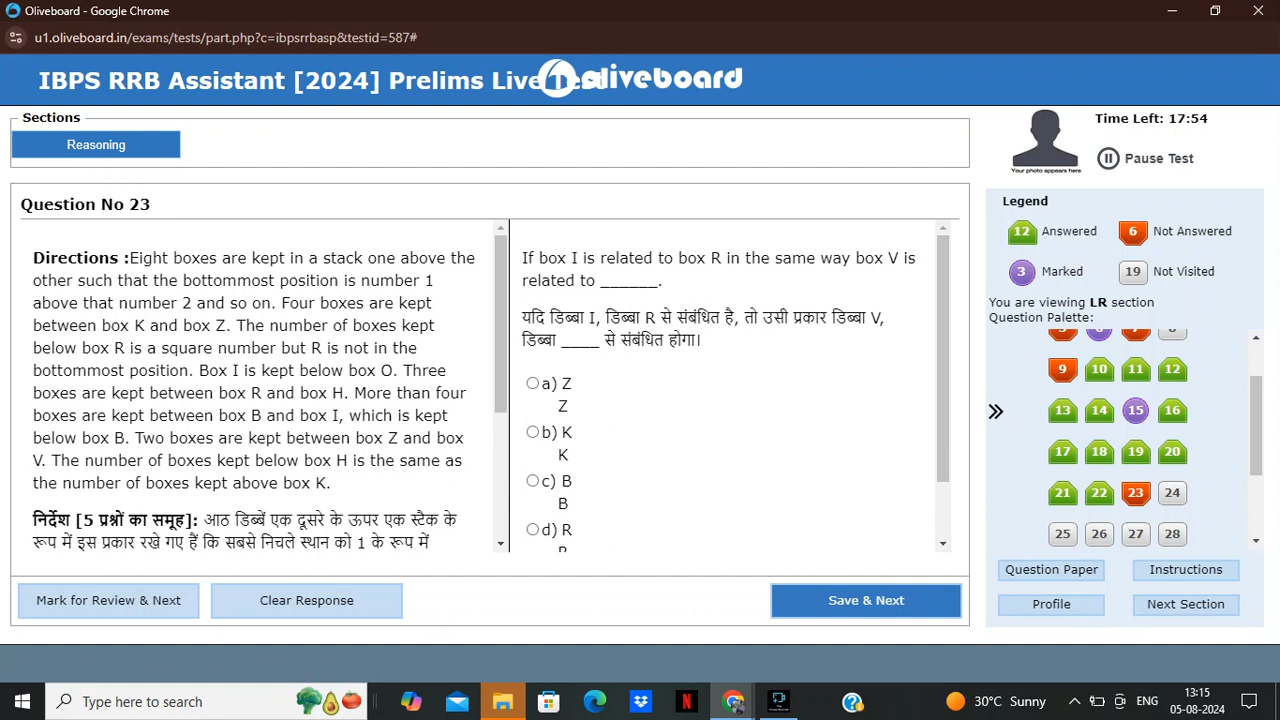 Oliveboard - Google Chrome
u1.oliveboard.in/exams/tests/part.php?c=ibpsrrbasp&testid=587#
IBPS RRB Assistant [2024] Prelims Live
oliveboard
Sections
Reasoning
Time Left: 17:54
Pause Test
Your photo appears here
Question No 23
Directions :Eight boxes are kept in a stack one above the
other such that the bottommost position is number 1
above that number 2 and so on. Four boxes are kept
between box K and box Z. The number of boxes kept
below box R is a square number but R is not in the
bottommost position. Box I is kept below box O. Three
boxes are kept between box R and box H. More than four
boxes are kept between box B and box I, which is kept
below box B. Two boxes are kept between box Z and box
V. The number of boxes kept below box H is the same as
the number of boxes kept above box K.
निर्देश [5 प्रश्नों का समूह]: आठ डिब्बें एक दूसरे के ऊपर एक स्टैक के
रूप में इस प्रकार रखे गए हैं कि सबसे निचले स्थान को 1 के रूप में
If box I is related to box R in the same way box V is
related to ______.
यदि डिब्बा I, डिब्बा R से संबंधित है, तो उसी प्रकार डिब्बा V,
डिब्बा ____ से संबंधित होगा।
a) Z
Z
b) K
K
c) B
B
d) R
Legend
12 Answered
6 Not Answered
3 Marked
19 Not Visited
You are viewing LR section
Question Palette:
9 10 11 12
13 14 15 16
17 18 19 20
21 22 23 24
25 26 27 28
Question Paper
Instructions
Profile
Next Section
Mark for Review & Next
Clear Response
Save & Next
Type here to search
30°C Sunny
ENG
13:15
05-08-2024